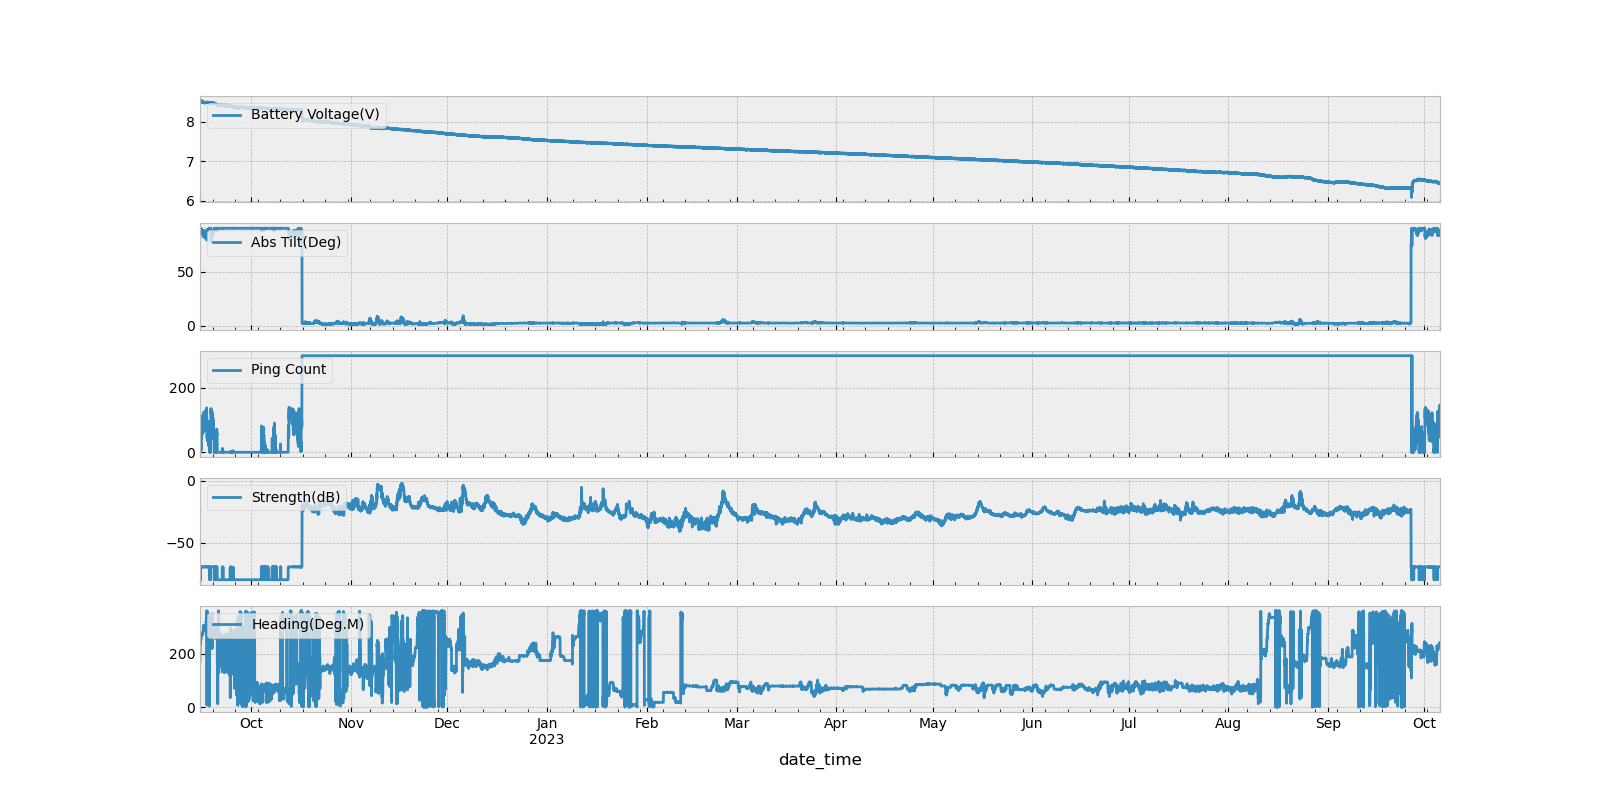 Battery Voltage(V)
8
7
6
Abs Tilt(Deg)
50
0
Ping Count
200
0
Strength(dB)
0
−50
Heading(Deg.M)
200
0
Oct Nov Dec Jan Feb Mar Apr May Jun Jul Aug Sep Oct
2023
date_time